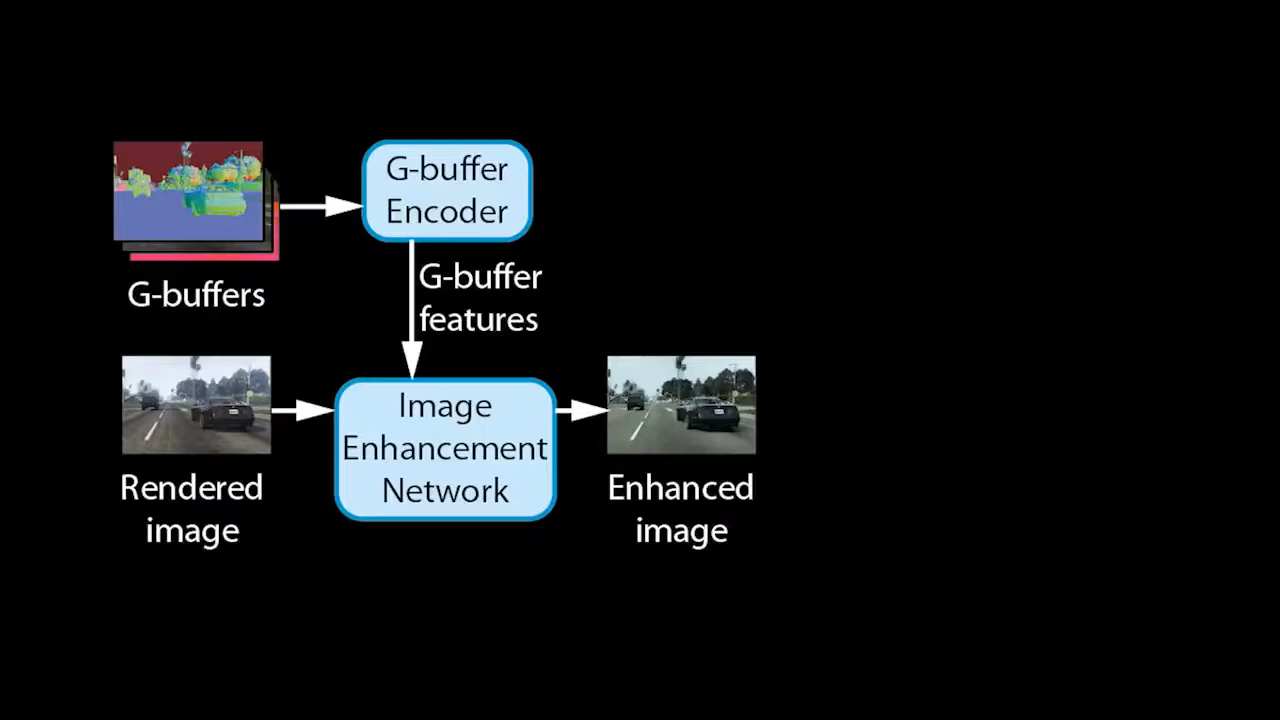 G-buffer
Encoder
G-buffers
G-buffer
features
Rendered
image
Image
Enhancement
Network
Enhanced
image